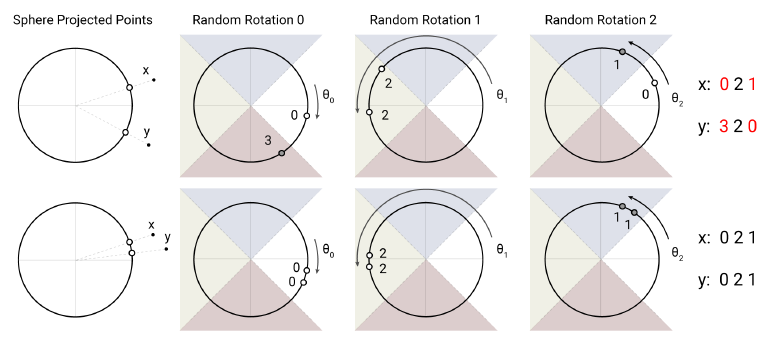 Sphere Projected Points
Random Rotation 0
Random Rotation 1
Random Rotation 2
x
y
θ0
0
3
θ1
2
2
θ2
1
0
x: 0 2 1
y: 3 2 0
x
y
θ0
0
0
θ1
2
2
θ2
1
1
x: 0 2 1
y: 0 2 1